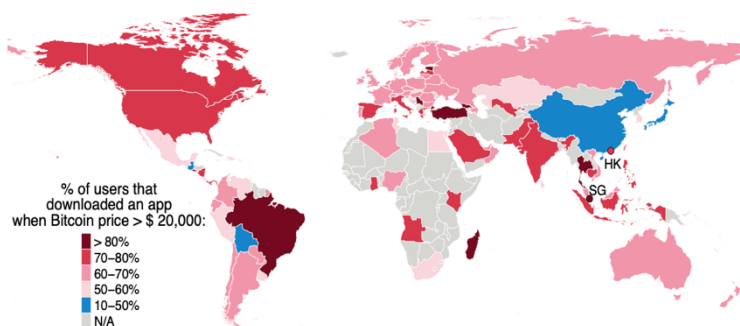 HK
SG
% of users that
downloaded an app
when Bitcoin price > $ 20,000:
> 80%
70–80%
60–70%
50–60%
10–50%
N/A